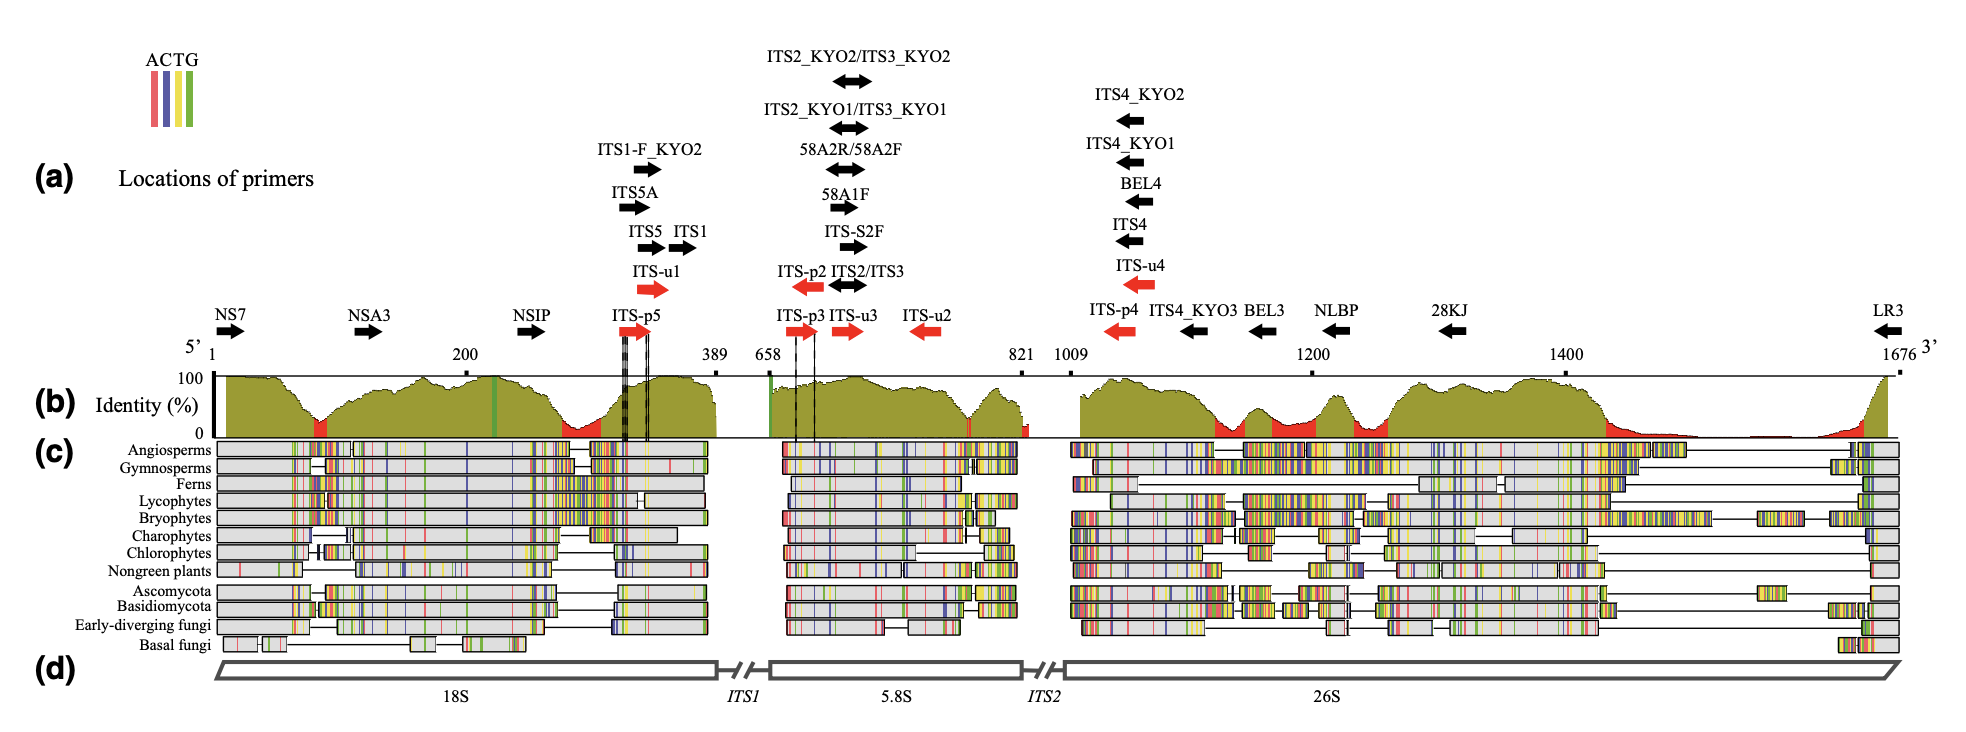 ACTG
(a)
Locations of primers
ITS2_KYO2/ITS3_KYO2
ITS2_KYO1/ITS3_KYO1
58A2R/58A2F
58A1F
ITS-S2F
ITS-p2 ITS2/ITS3
ITS-p3 ITS-u3 ITS-u2
ITS1-F_KYO2
ITS5A
ITS5 ITS1
ITS-u1
ITS-p5
NS7 NSA3 NSIP
ITS4_KYO2
ITS4_KYO1
BEL4
ITS4
ITS-u4
ITS-p4 ITS4_KYO3 BEL3 NLBP 28KJ LR3
5’ 1 200 389 658 821 1009 1200 1400 1676 3’
(b)
Identity (%)
100
0
(c)
Angiosperms
Gymnosperms
Ferns
Lycophytes
Bryophytes
Charophytes
Chlorophytes
Nongreen plants
Ascomycota
Basidiomycota
Early-diverging fungi
Basal fungi
(d)
18S ITS1 5.8S ITS2 26S